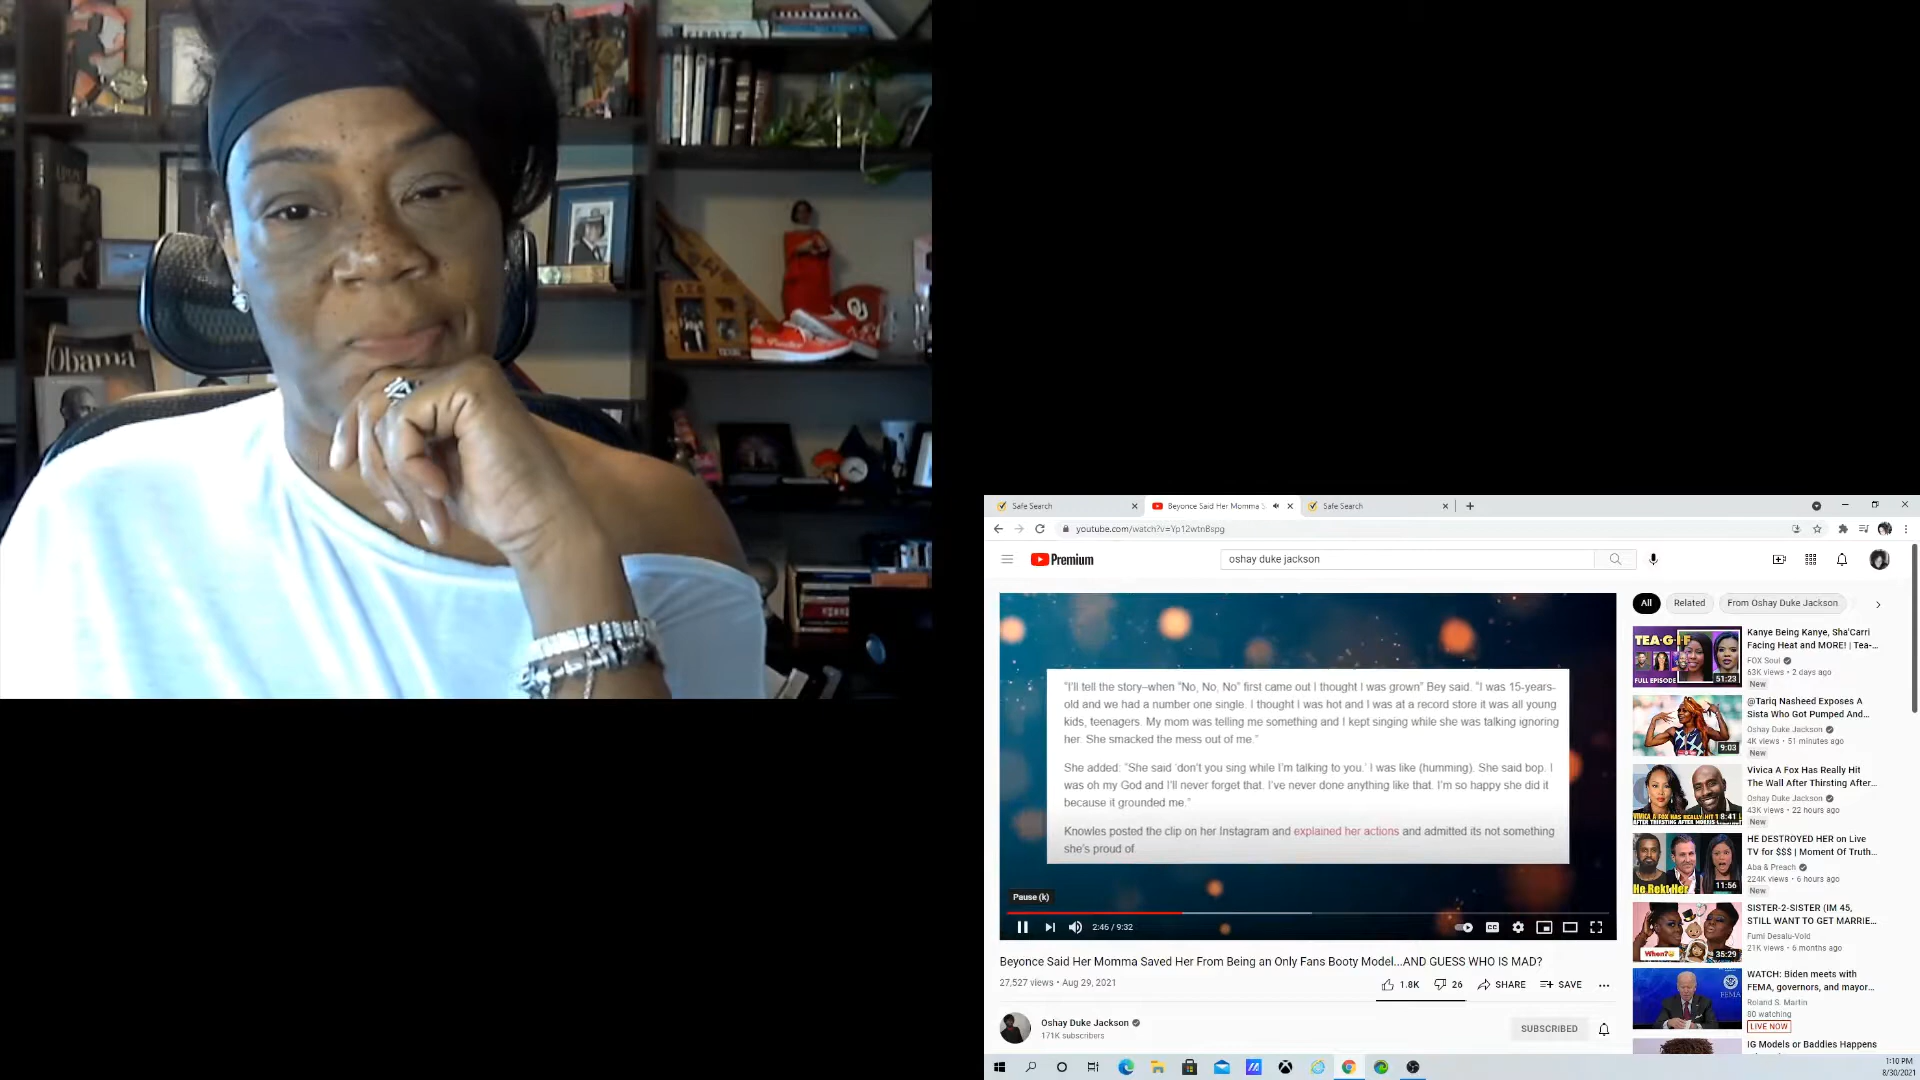 Obama
OU
Safe Search
Beyonce Said Her Momma S
Safe Search
youtube.com/watch?v=Yp12wtnBspg
Premium
oshay duke jackson
"I'll tell the story–when "No, No, No" first came out I thought I was grown" Bey said. "I was 15-years-
old and we had a number one single. I thought I was hot and I was at a record store it was all young
kids, teenagers. My mom was telling me something and I kept singing while she was talking ignoring
her. She smacked the mess out of me."
She added: "She said 'don't you sing while I'm talking to you.' I was like (humming). She said bop. I
was oh my God and I'll never forget that. I've never done anything like that. I'm so happy she did it
because it grounded me."
Knowles posted the clip on her Instagram and explained her actions and admitted its not something
she's proud of
Pause (k)
2:46 / 9:32
Beyonce Said Her Momma Saved Her From Being an Only Fans Booty Model...AND GUESS WHO IS MAD?
27,527 views • Aug 29, 2021
1.8K
26
SHARE
SAVE
Oshay Duke Jackson
171K subscribers
SUBSCRIBED
All
Related
From Oshay Duke Jackson
TEA-G-I-F
FULL EPISODE
51:23
Kanye Being Kanye, Sha'Carri
Facing Heat and MORE! | Tea-...
FOX Soul
63K views • 2 days ago
New
9:03
@Tariq Nasheed Exposes A
Sista Who Got Pumped And...
Oshay Duke Jackson
4K views • 51 minutes ago
New
8:41
Vivica A Fox Has Really Hit
The Wall After Thirsting After...
Oshay Duke Jackson
43K views • 22 hours ago
New
He Rekt Her
11:56
HE DESTROYED HER on Live
TV for $$$ | Moment Of Truth...
Aba & Preach
224K views • 6 hours ago
New
When?
35:29
SISTER-2-SISTER (IM 45,
STILL WANT TO GET MARRIE...
Fumi Desalu-Vold
21K views • 6 months ago
FEMA
WATCH: Biden meets with
FEMA, governors, and mayor...
Roland S. Martin
80 watching
LIVE NOW
IG Models or Baddies Happens
1:10 PM
8/30/2021